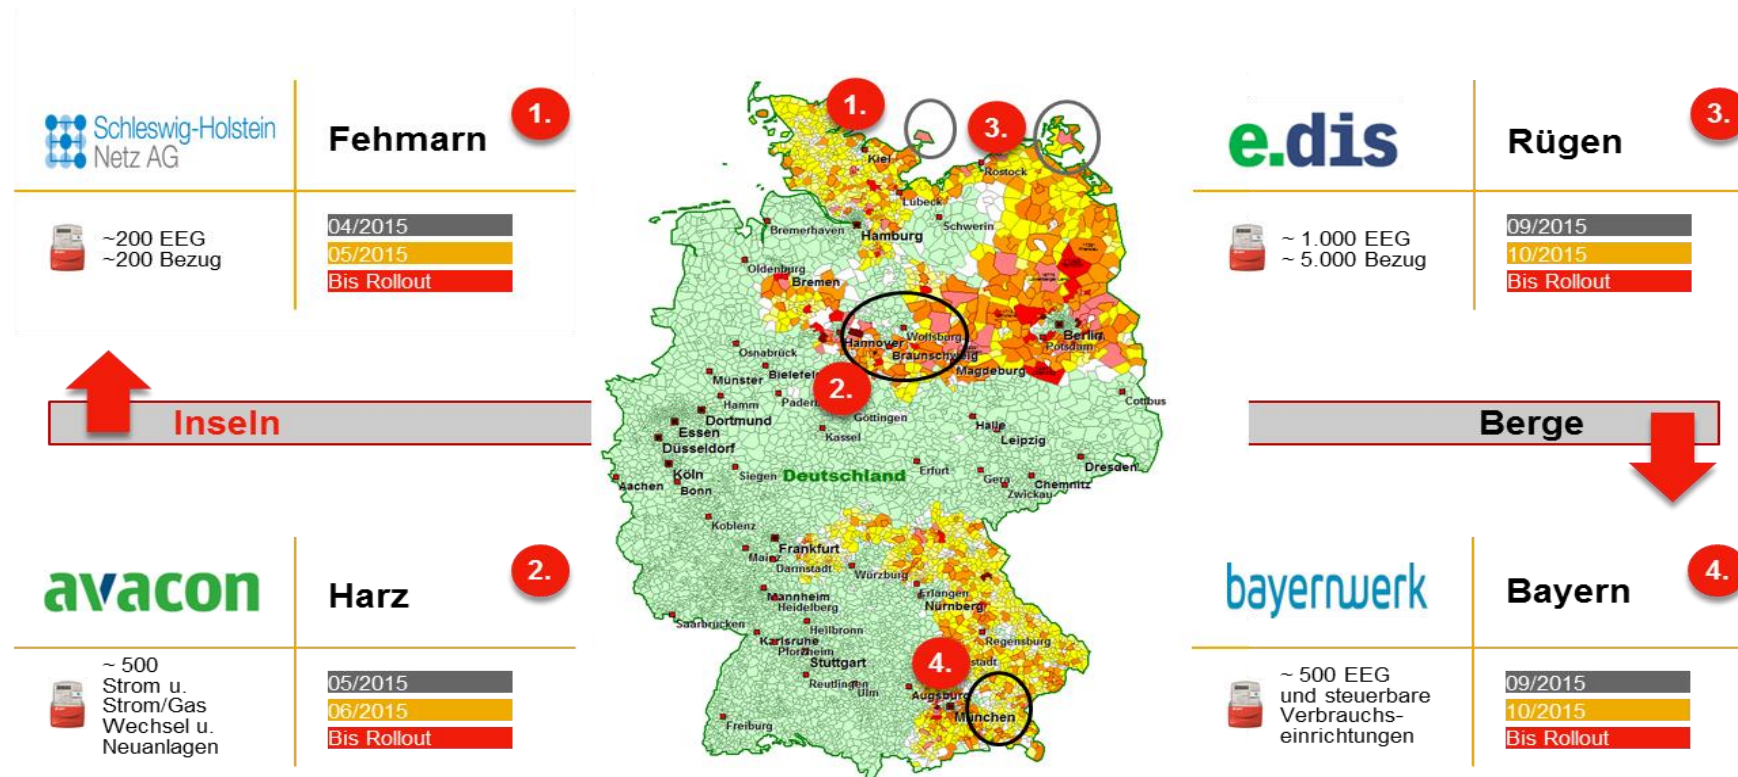 Schleswig-Holstein
Netz AG
Fehmarn
1.
~200 EEG
~200 Bezug
04/2015
05/2015
Bis Rollout
Inseln
avacon
Harz
2.
~ 500
Strom u.
Strom/Gas
Wechsel u.
Neuanlagen
05/2015
06/2015
Bis Rollout
1.
3.
Kiel
Rostock
Lübeck
Schwerin
Bremerhaven
Hamburg
Oldenburg
Bremen
Wolfsburg
Hannover
Braunschweig
Berlin
Potsdam
Magdeburg
Osnabrück
Münster
Bielefel
2.
Hamm
Pader
Göttingen
Cottbus
Dortmund
Essen
Kassel
Halle
Leipzig
Düsseldorf
Köln
Siegen
Deutschland
Erfurt
Gera
Dresden
Chemnitz
Zwickau
Aachen
Bonn
Koblenz
Frankfurt
Mainz
Darmstadt
Würzburg
Erlangen
Nürnberg
Mannheim
Heidelberg
Saarbrücken
Heilbronn
Karlsruhe
Pforzheim
Stuttgart
Regensburg
4.
stadt
Reutlingen
Ulm
Augsburg
München
Freiburg
e.dis
Rügen
3.
~ 1.000 EEG
~ 5.000 Bezug
09/2015
10/2015
Bis Rollout
Berge
bayernwerk
Bayern
4.
~ 500 EEG
und steuerbare
Verbrauchs-
einrichtungen
09/2015
10/2015
Bis Rollout